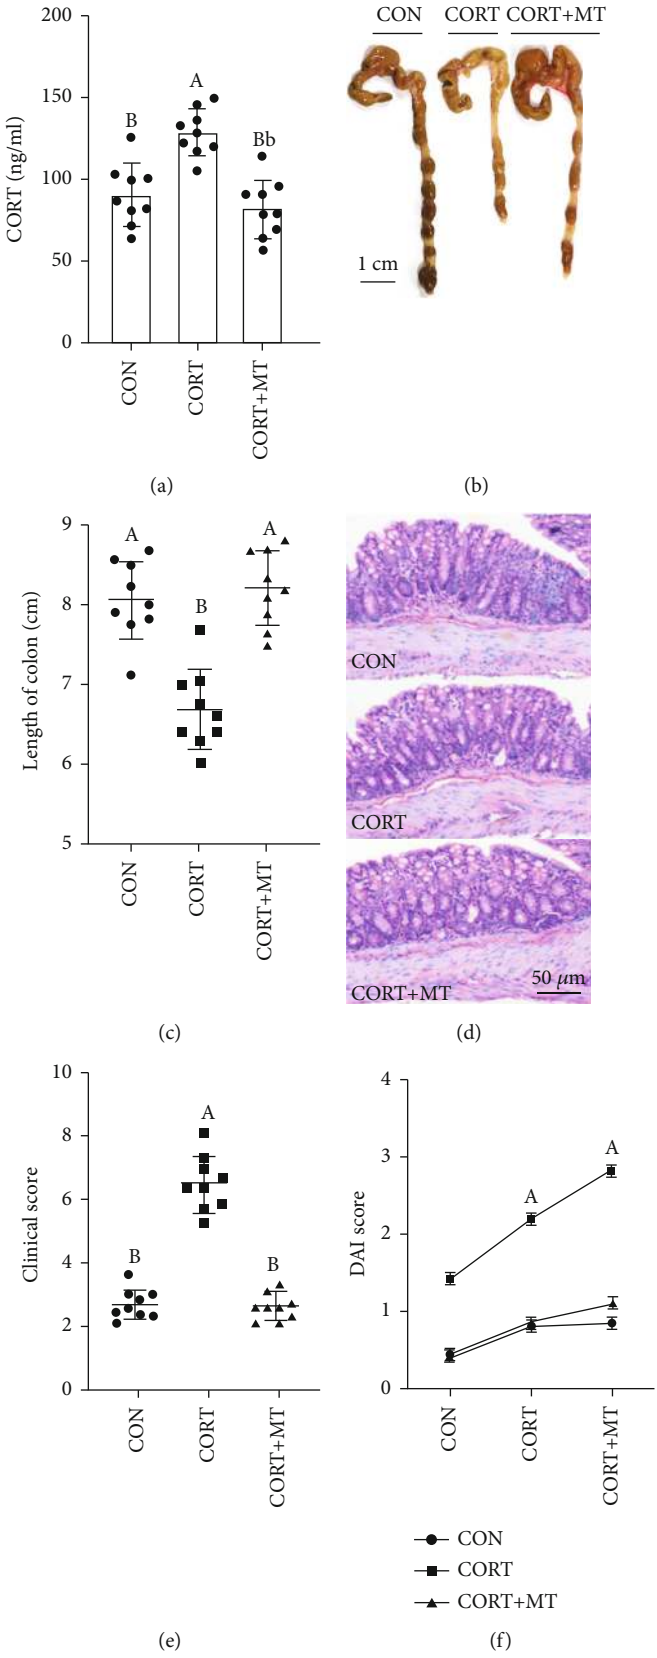 200
150
100
50
0
CORT (ng/ml)
B
A
Bb
CON
CORT
CORT+MT
(a)
CON
CORT
CORT+MT
1 cm
(b)
9
8
7
6
5
Length of colon (cm)
A
B
A
CON
CORT
CORT+MT
(c)
CON
CORT
CORT+MT
50 μm
(d)
10
8
6
4
2
0
Clinical score
B
A
B
CON
CORT
CORT+MT
(e)
4
3
2
1
0
DAI score
A
A
CON
CORT
CORT+MT
CON
CORT
CORT+MT
(f)